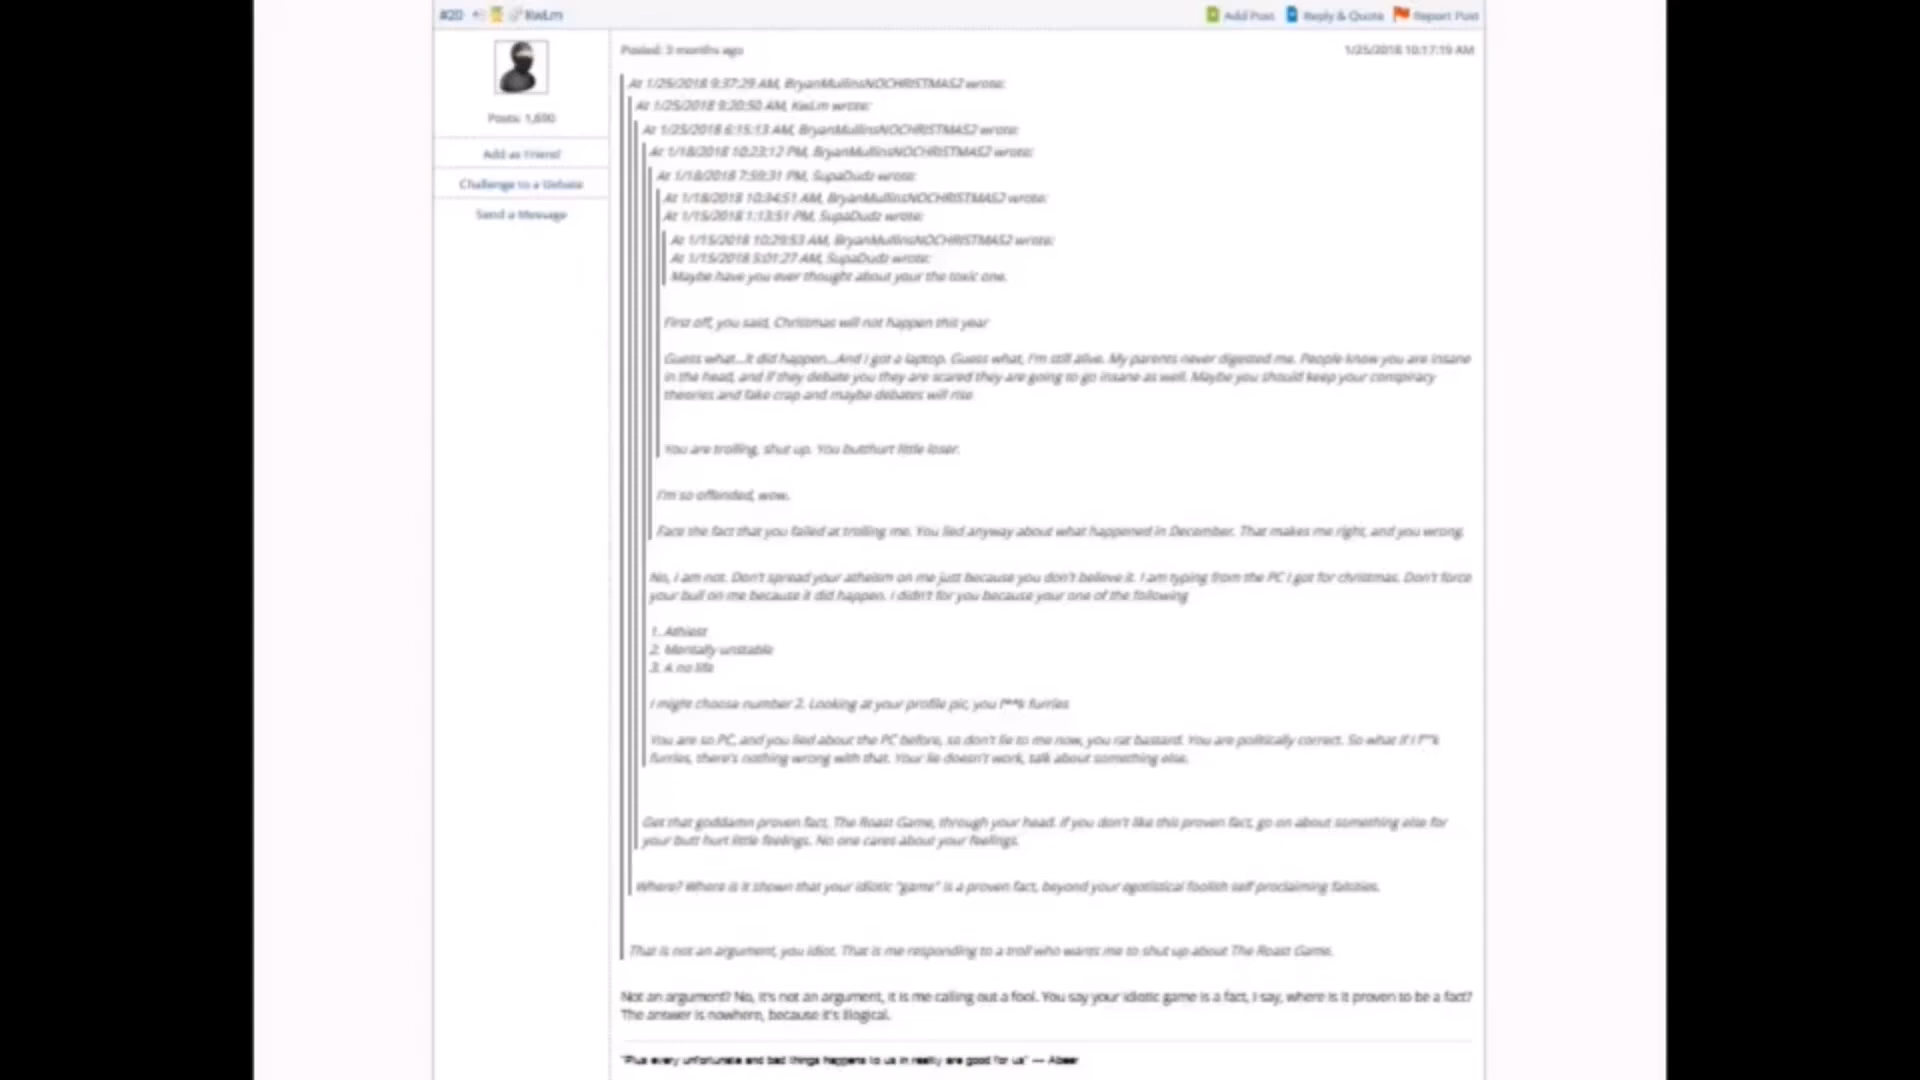 #20 KwLm Add Post Reply & Quote Report Post
Posted: 3 months ago 1/25/2018 10:17:19 AM
Posts: 1,690
Add as Friend
Challenge to a Debate
Send a Message
At 1/25/2018 9:37:29 AM, BryanMullinsNOCHRISTMAS2 wrote:
At 1/25/2018 9:20:50 AM, KwLm wrote:
At 1/25/2018 6:15:13 AM, BryanMullinsNOCHRISTMAS2 wrote:
At 1/18/2018 10:23:12 PM, BryanMullinsNOCHRISTMAS2 wrote:
At 1/18/2018 7:59:31 PM, SupaDudz wrote:
At 1/18/2018 10:34:51 AM, BryanMullinsNOCHRISTMAS2 wrote:
At 1/15/2018 1:13:51 PM, SupaDudz wrote:
At 1/15/2018 10:29:53 AM, BryanMullinsNOCHRISTMAS2 wrote:
At 1/15/2018 5:01:27 AM, SupaDudz wrote:
Maybe have you ever thought about your the toxic one.
First off, you said, Christmas will not happen this year
Guess what...It did happen...And I got a laptop. Guess what, I'm still alive. My parents never digested me. People know you are insane
in the head, and if they debate you they are scared they are going to go insane as well. Maybe you should keep your conspiracy
theories and fake crap and maybe debates will rise
You are trolling, shut up. You butthurt little loser.
I'm so offended, wow.
Face the fact that you failed at trolling me. You lied anyway about what happened in December. That makes me right, and you wrong.
No, I am not. Don't spread your atheism on me just because you don't believe it. I am typing from the PC I got for christmas. Don't force
your bull on me because it did happen. I didn't for you because your one of the following
1. Athiest
2. Mentally unstable
3. A no life
I might choose number 2. Looking at your profile pic, you f**k furries
You are so PC, and you lied about the PC before, so don't lie to me now, you rat bastard. You are politically correct. So what if I f**k
furries, there's nothing wrong with that. Your lie doesn't work, talk about something else.
Get that goddamn proven fact, The Roast Game, through your head. If you don't like this proven fact, go on about something else for
your butt hurt little feelings. No one cares about your feelings.
Where? Where is it shown that your idiotic "game" is a proven fact, beyond your egotistical foolish self proclaiming falsities.
That is not an argument, you idiot. That is me responding to a troll who wants me to shut up about The Roast Game.
Not an argument? No, it's not an argument, it is me calling out a fool. You say your idiotic game is a fact, I say, where is it proven to be a fact?
The answer is nowhere, because it's illogical.
"Plus every unfortunate and bad things happens to us in reality are good for us" — Abeer